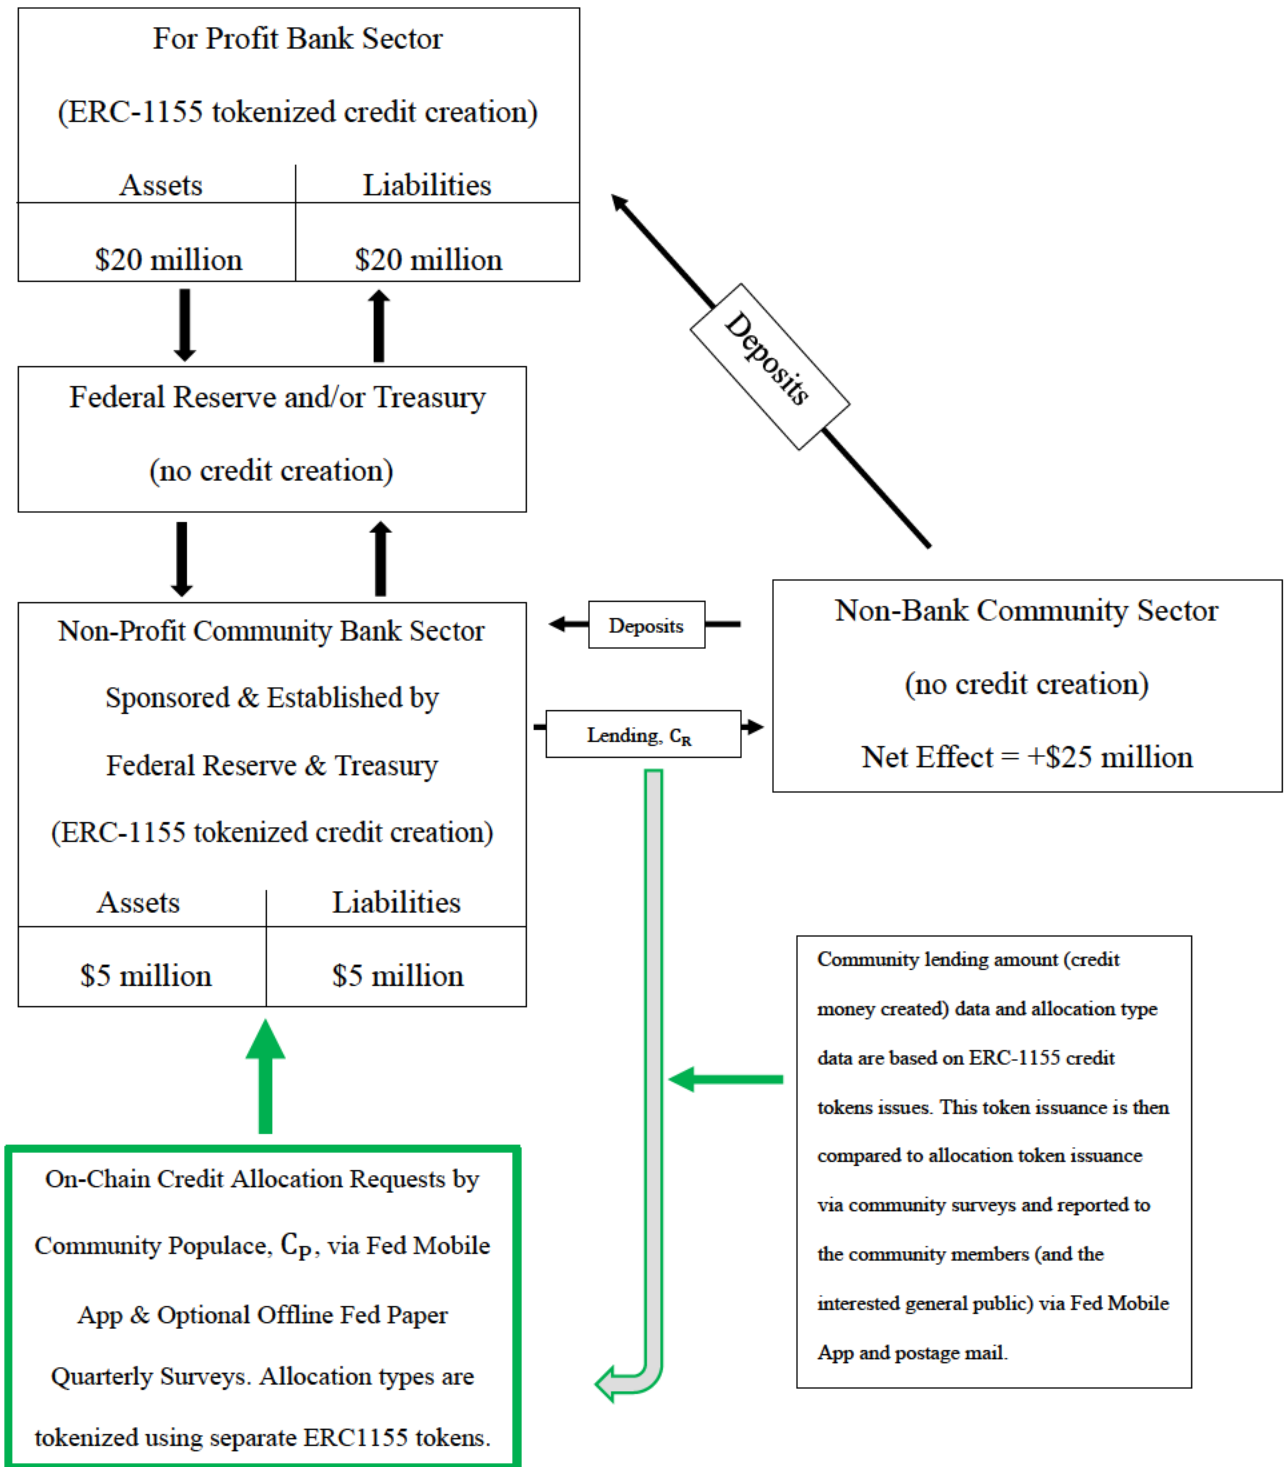 For Profit Bank Sector
(ERC-1155 tokenized credit creation)
Assets
Liabilities
$20 million
$20 million
Deposits
Federal Reserve and/or Treasury
(no credit creation)
Non-Profit Community Bank Sector
Sponsored & Established by
Federal Reserve & Treasury
(ERC-1155 tokenized credit creation)
Assets
Liabilities
$5 million
$5 million
Deposits
Lending, C_R
Non-Bank Community Sector
(no credit creation)
Net Effect = +$25 million
Community lending amount (credit
money created) data and allocation type
data are based on ERC-1155 credit
tokens issues. This token issuance is then
compared to allocation token issuance
via community surveys and reported to
the community members (and the
interested general public) via Fed Mobile
App and postage mail.
On-Chain Credit Allocation Requests by
Community Populace, C_P, via Fed Mobile
App & Optional Offline Fed Paper
Quarterly Surveys. Allocation types are
tokenized using separate ERC1155 tokens.